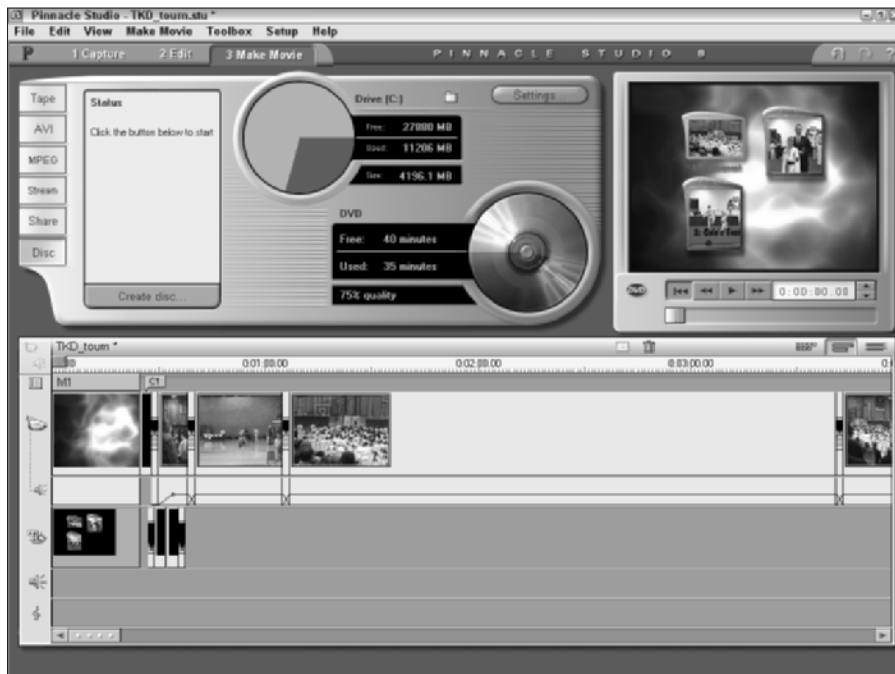 Pinnacle Studio - TKD_tourn.stu *
File Edit View Make Movie Toolbox Setup Help
P 1 Capture 2 Edit 3 Make Movie PINNACLE STUDIO 8 ?
Tape
AVI
MPEG
Stream
Share
Disc
Status
Click the button below to start
Create disc...
Drive (C:)
Settings...
Free: 27800 MB
Used: 11206 MB
Size: 4196.1 MB
DVD
Free: 40 minutes
Used: 35 minutes
75% quality
DVD
0:00:00.00
TKD_tourn *
0:01:00.00 0:02:00.00 0:03:00.00
M1 C1